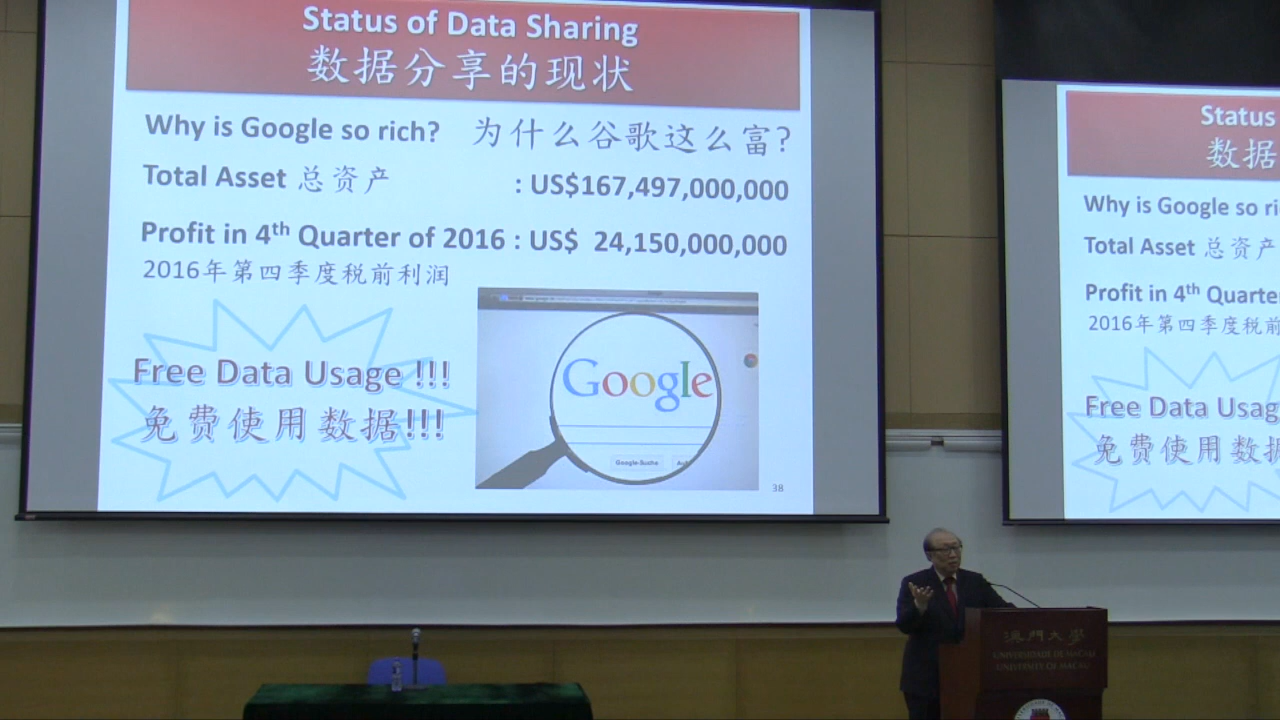 Status of Data Sharing
数据分享的现状
Why is Google so rich? 为什么谷歌这么富?
Total Asset 总资产 : US$167,497,000,000
Profit in 4th Quarter of 2016 : US$ 24,150,000,000
2016年第四季度税前利润
Free Data Usage !!!
免费使用数据!!!
Google
Google-Suche
38
Status
数据
Why is Google so ri
Total Asset 总资产
Profit in 4th Quarte
2016年第四季度税前
Free Data Usag
免费使用数据
澳門大學
UNIVERSIDADE DE MACAU
UNIVERSITY OF MACAU